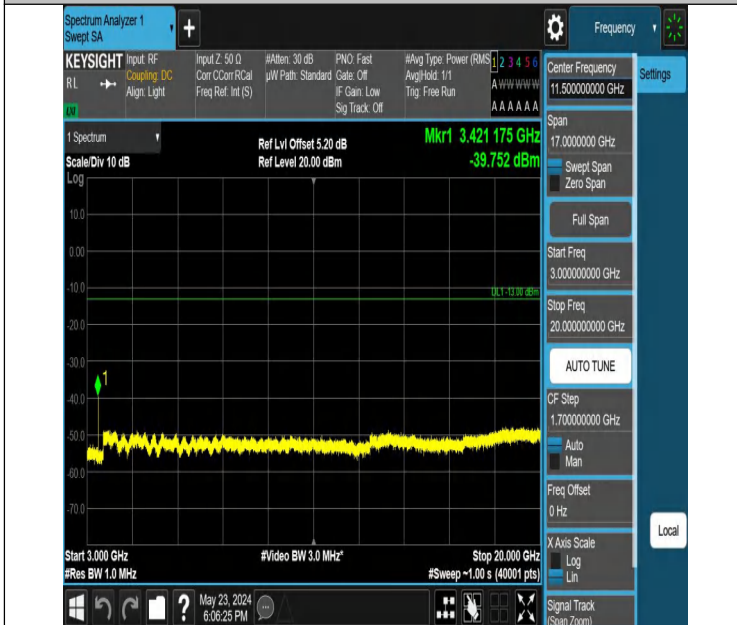 Spectrum Analyzer 1
Swept SA
+
Frequency
KEYSIGHT
RL
Input: RF
Coupling: DC
Align: Light
Input Z: 50 Ω
Corr CCorr RCal
Freq Ref: Int (S)
#Atten: 30 dB
µW Path: Standard
PNO: Fast
Gate: Off
IF Gain: Low
Sig Track: Off
#Avg Type: Power (RMS
Avg|Hold: 1/1
Trig: Free Run
1 2 3 4 5 6
A W W W W W
A A A A A A
1 Spectrum
Scale/Div 10 dB
Log
Ref Lvl Offset 5.20 dB
Ref Level 20.00 dBm
Mkr1 3.421 175 GHz
-39.752 dBm
10.0
0.00
-10.0
DL1 -13.00 dBm
-20.0
-30.0
1
-40.0
-50.0
-60.0
-70.0
Start 3.000 GHz
#Res BW 1.0 MHz
#Video BW 3.0 MHz*
Stop 20.000 GHz
#Sweep ~1.00 s (40001 pts)
?
May 23, 2024
6:06:25 PM
Center Frequency
11.500000000 GHz
Settings
Span
17.0000000 GHz
Swept Span
Zero Span
Full Span
Start Freq
3.000000000 GHz
Stop Freq
20.000000000 GHz
AUTO TUNE
CF Step
1.700000000 GHz
Auto
Man
Freq Offset
0 Hz
X Axis Scale
Log
Lin
Local
Signal Track
(Span Zoom)